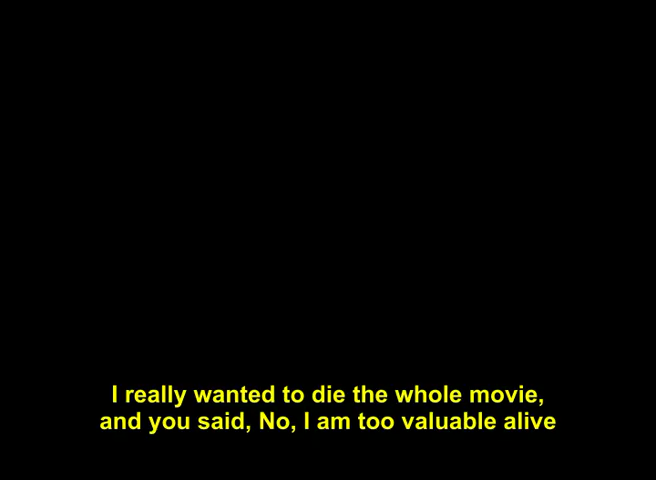 I really wanted to die the whole movie,
and you said, No, I am too valuable alive